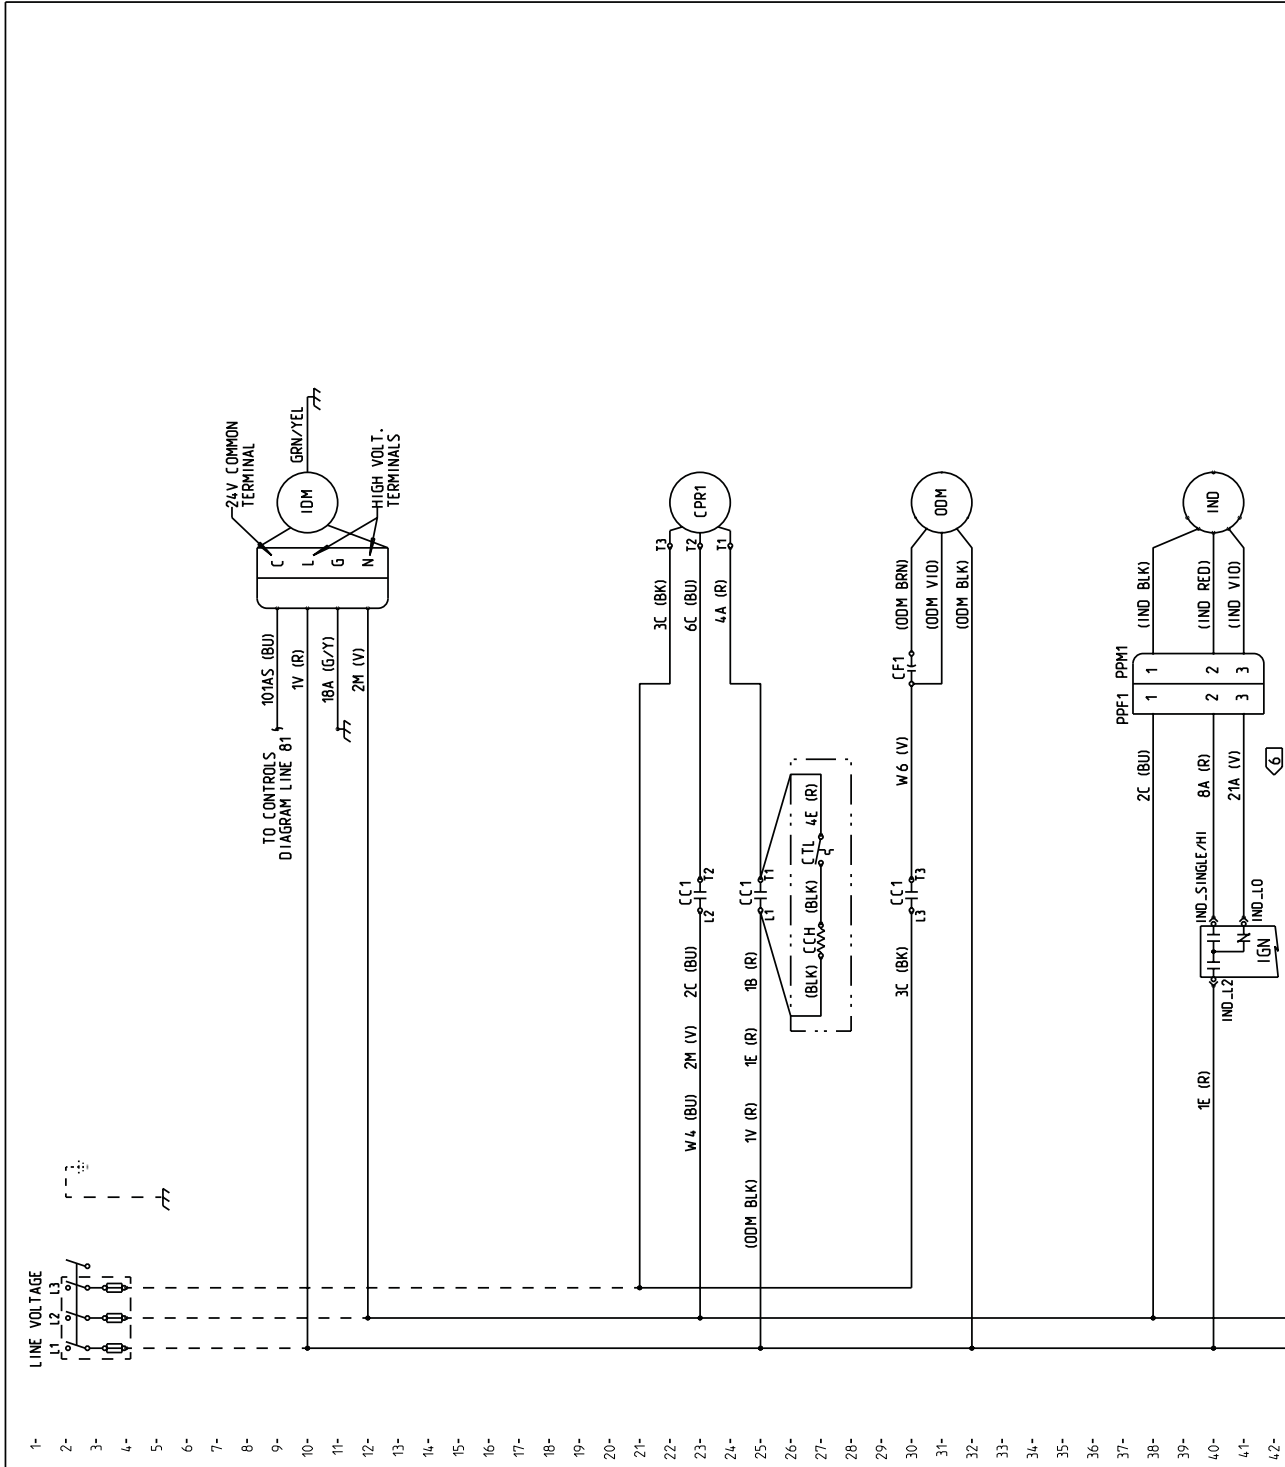 LINE VOLTAGE
L1
L2
L3
24V COMMON
TERMINAL
GRN/YEL
IDM
HIGH VOLT.
TERMINALS
C
L
G
N
101AS (BU)
1V (R)
18A (G/Y)
2M (V)
TO CONTROLS
DIAGRAM LINE 81
CPR1
T3
T2
T1
3C (BK)
6C (BU)
4A (R)
CC1
L2
T2
W4 (BU)
2M (V)
2C (BU)
CC1
L1
T1
(ODM BLK)
1V (R)
1E (R)
1B (R)
(BLK)
CCH
(BLK)
CTL
4E (R)
ODM
(ODM BRN)
(ODM VIO)
(ODM BLK)
CF1
W6 (V)
CC1
L3
T3
3C (BK)
IND
(IND BLK)
(IND RED)
(IND VIO)
PPF1
PPM1
1
1
2
2
3
3
2C (BU)
8A (R)
21A (V)
6
IND_SINGLE/HI
IND_LO
IGN
IND_L2
1E (R)
1-
2-
3-
4-
5-
6-
7-
8-
9-
10-
11-
12-
13-
14-
15-
16-
17-
18-
19-
20-
21-
22-
23-
24-
25-
26-
27-
28-
29-
30-
31-
32-
33-
34-
35-
36-
37-
38-
39-
40-
41-
42-